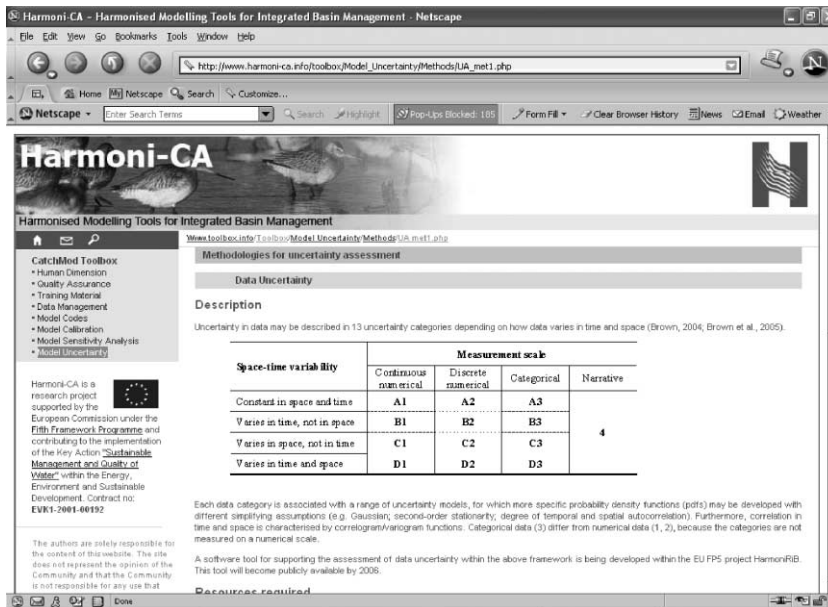 Harmoni-CA - Harmonised Modelling Tools for Integrated Basin Management - Netscape
File Edit View Go Bookmarks Tools Window Help
http://www.harmoni-ca.info/toolbox/Model_Uncertainty/Methods/UA_met1.php
Home My Netscape Search Customize...
Netscape Enter Search Terms Search Highlight Pop-Ups Blocked: 185 Form Fill Clear Browser History News Email Weather
Harmoni-CA
Harmonised Modelling Tools for Integrated Basin Management
Www.toolbox.info/Toolbox/Model Uncertainty/Methods/UA_met1.php
CatchMod Toolbox
• Human Dimension
• Quality Assurance
• Training Material
• Data Management
• Model Codes
• Model Calibration
• Model Sensitivity Analysis
• Model Uncertainty
Harmoni-CA is a
research project
supported by the
European Commission under the
Fifth Framework Programme and
contributing to the implementation
of the Key Action "Sustainable
Management and Quality of
Water" within the Energy,
Environment and Sustainable
Development. Contract no:
EVK1-2001-00192
The authors are solely responsible for
the content of this website. The site
does not represent the opinion of the
Community and that the Community
is not responsible for any use that
Methodologies for uncertainty assessment
Data Uncertainty
Description
Uncertainty in data may be described in 13 uncertainty categories depending on how data varies in time and space (Brown, 2004; Brown et al., 2005).
Space-time variability Measurement scale
Continuous numerical Discrete numerical Categorical Narrative
Constant in space and time A1 A2 A3
Varies in time, not in space B1 B2 B3
4
Varies in space, not in time C1 C2 C3
Varies in time and space D1 D2 D3
Each data category is associated with a range of uncertainty models, for which more specific probability density functions (pdfs) may be developed with
different simplifying assumptions (e.g. Gaussian; second-order stationarity; degree of temporal and spatial autocorrelation). Furthermore, correlation in
time and space is characterised by correlogram/variogram functions. Categorical data (3) differ from numerical data (1, 2), because the categories are not
measured on a numerical scale.
A software tool for supporting the assessment of data uncertainty within the above framework is being developed within the EU FP5 project HarmoniRiB.
This tool will become publicly available by 2006.
Resources required
Done